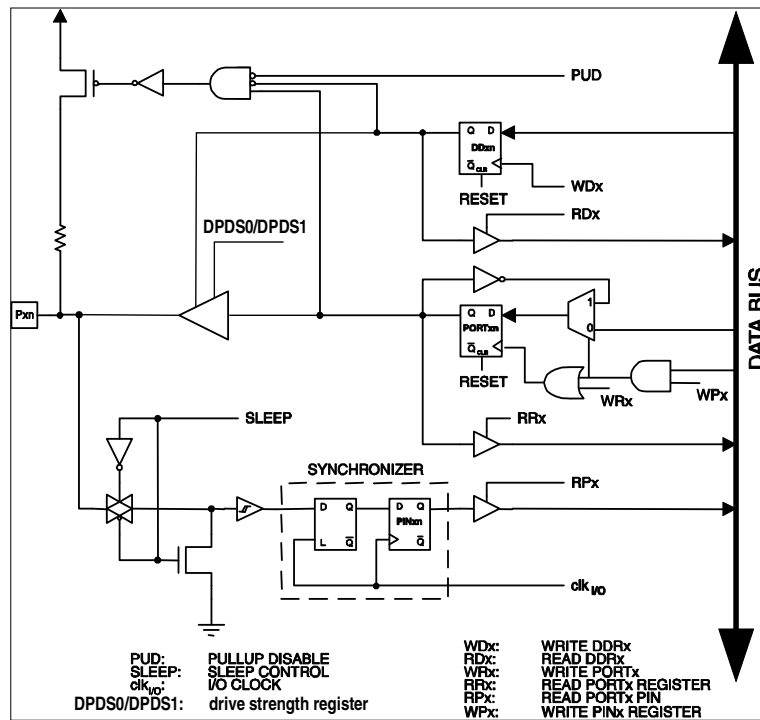 PUD
Q D
DDxn
Q CLR
WDx
RESET
RDx
DPDS0/DPDS1
1
Pxn
Q D
PORTxn
0
Q CLR
DATA BUS
RESET
WRx
WPx
SLEEP
RRx
SYNCHRONIZER
RPx
D Q
D Q
PINxn
L Q
Q
clk I/O
PUD: PULLUP DISABLE
SLEEP: SLEEP CONTROL
clk I/O: I/O CLOCK
DPDS0/DPDS1: drive strength register
WDx: WRITE DDRx
RDx: READ DDRx
WRx: WRITE PORTx
RRx: READ PORTx REGISTER
RPx: READ PORTx PIN
WPx: WRITE PINx REGISTER